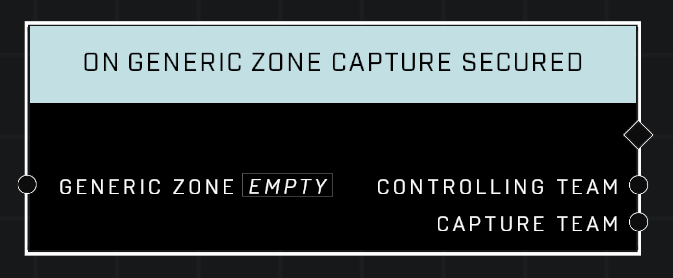 ON GENERIC ZONE CAPTURE SECURED
GENERIC ZONE EMPTY CONTROLLING TEAM
CAPTURE TEAM